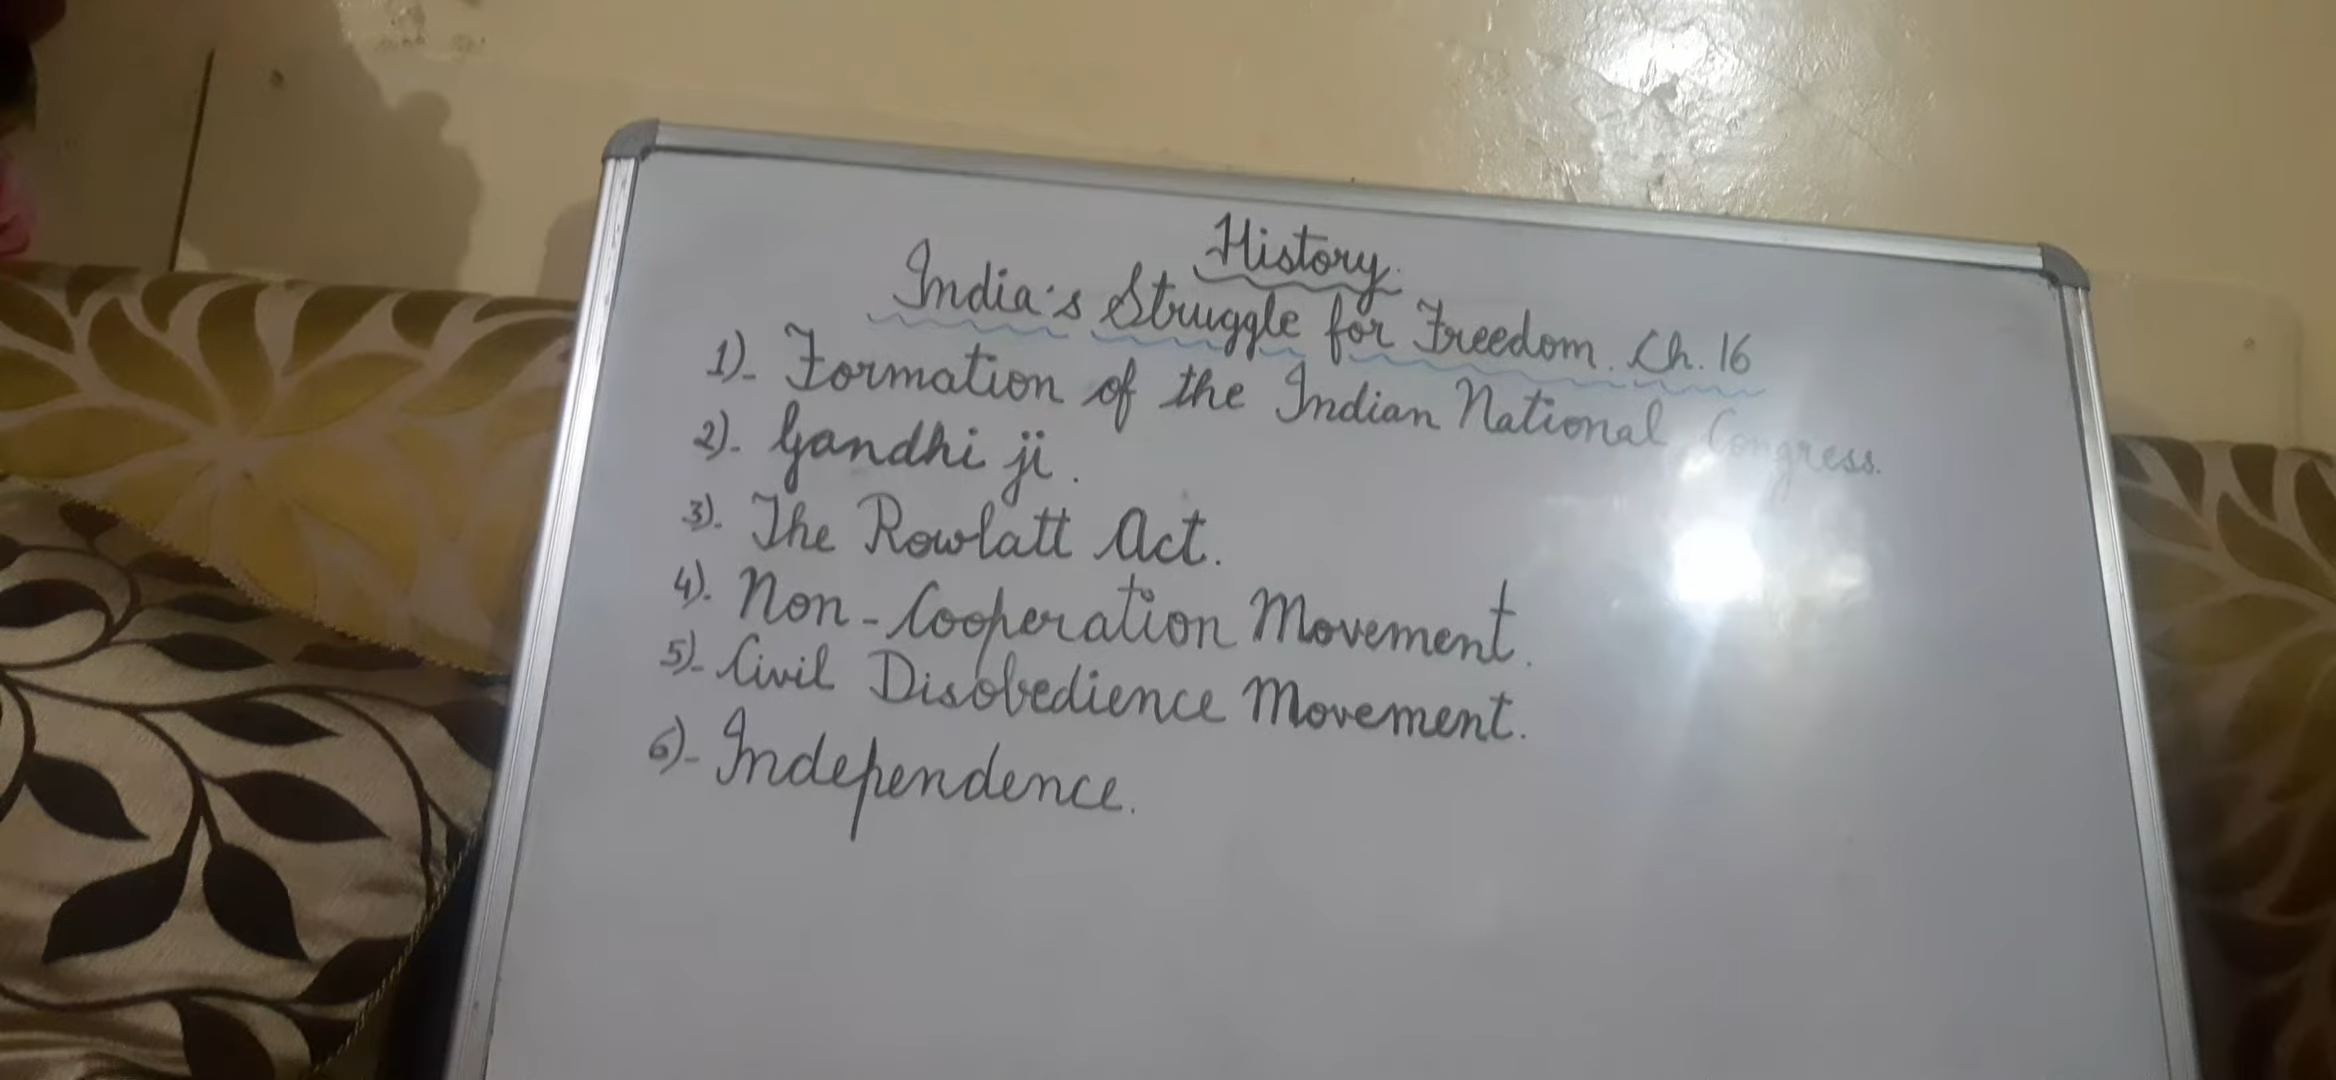 History.
India's Struggle for Freedom. Ch. 16
1)- Formation of the Indian National Congress.
2)- Gandhi ji.
3)- The Rowlatt Act.
4)- Non-Cooperation Movement.
5)- Civil Disobedience Movement.
6)- Independence.